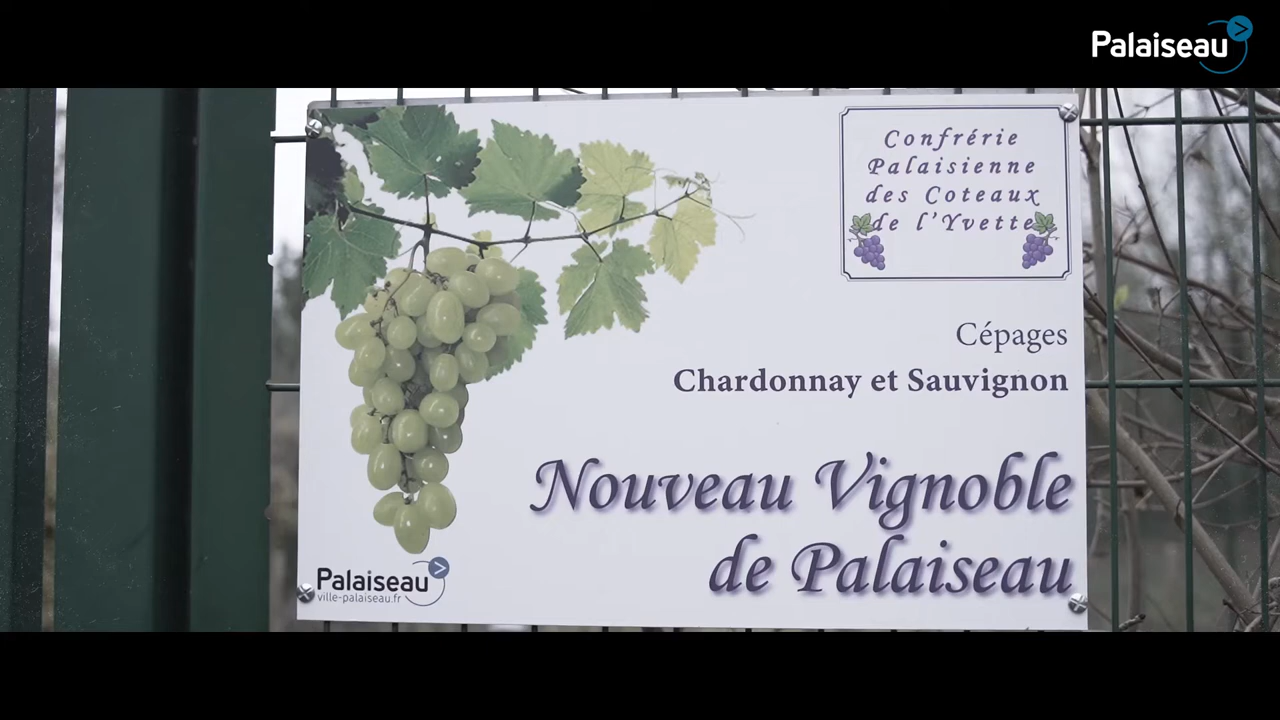 Palaiseau
Confrérie
Palaisienne
des Coteaux
de l'Yvette
Cépages
Chardonnay et Sauvignon
Nouveau Vignoble
de Palaiseau
Palaiseau
ville-palaiseau.fr